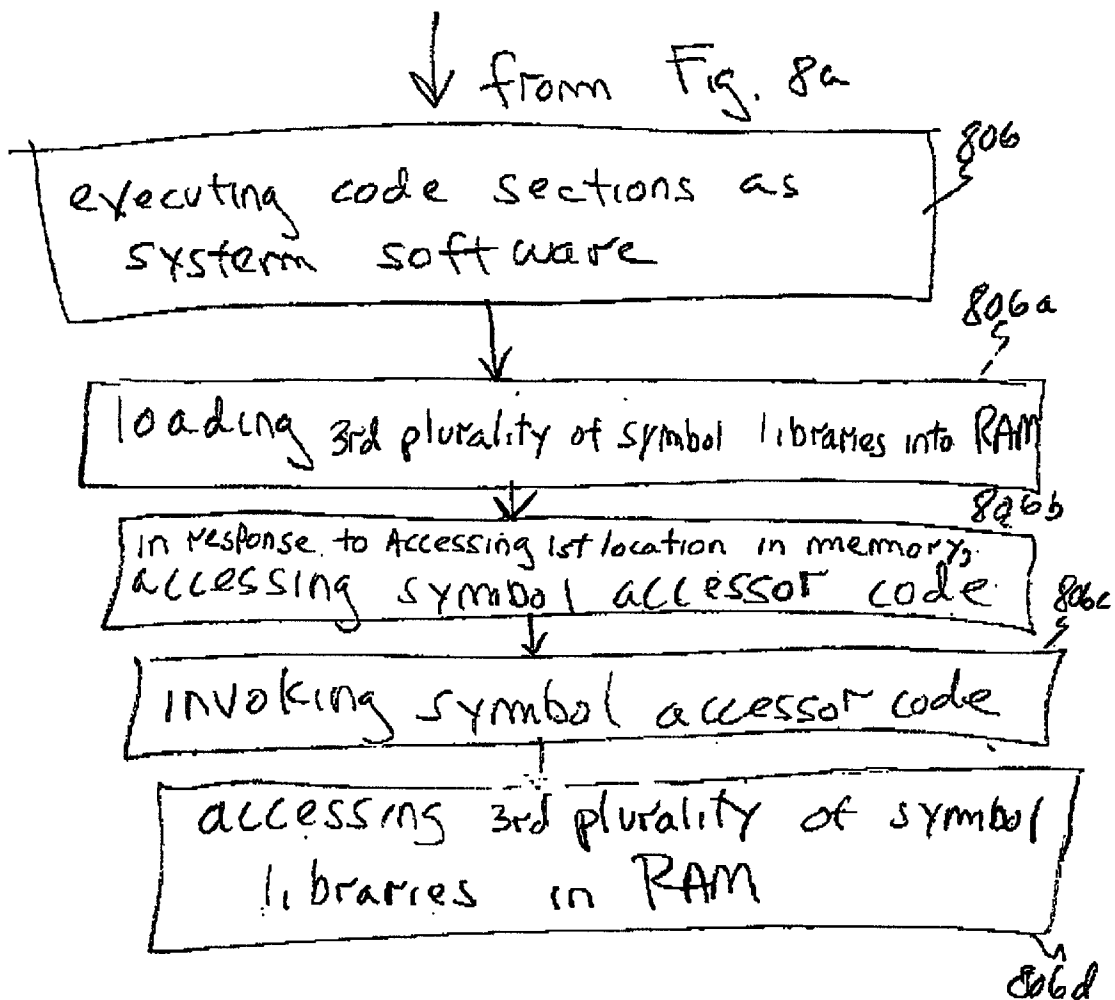 from Fig. 8a
806
executing code sections as
system software
806a
loading 3rd plurality of symbol libraries into RAM
806b
in response to Accessing 1st location in memory,
accessing symbol accessor code
806c
invoking symbol accessor code
accessing 3rd plurality of symbol
libraries in RAM
806d